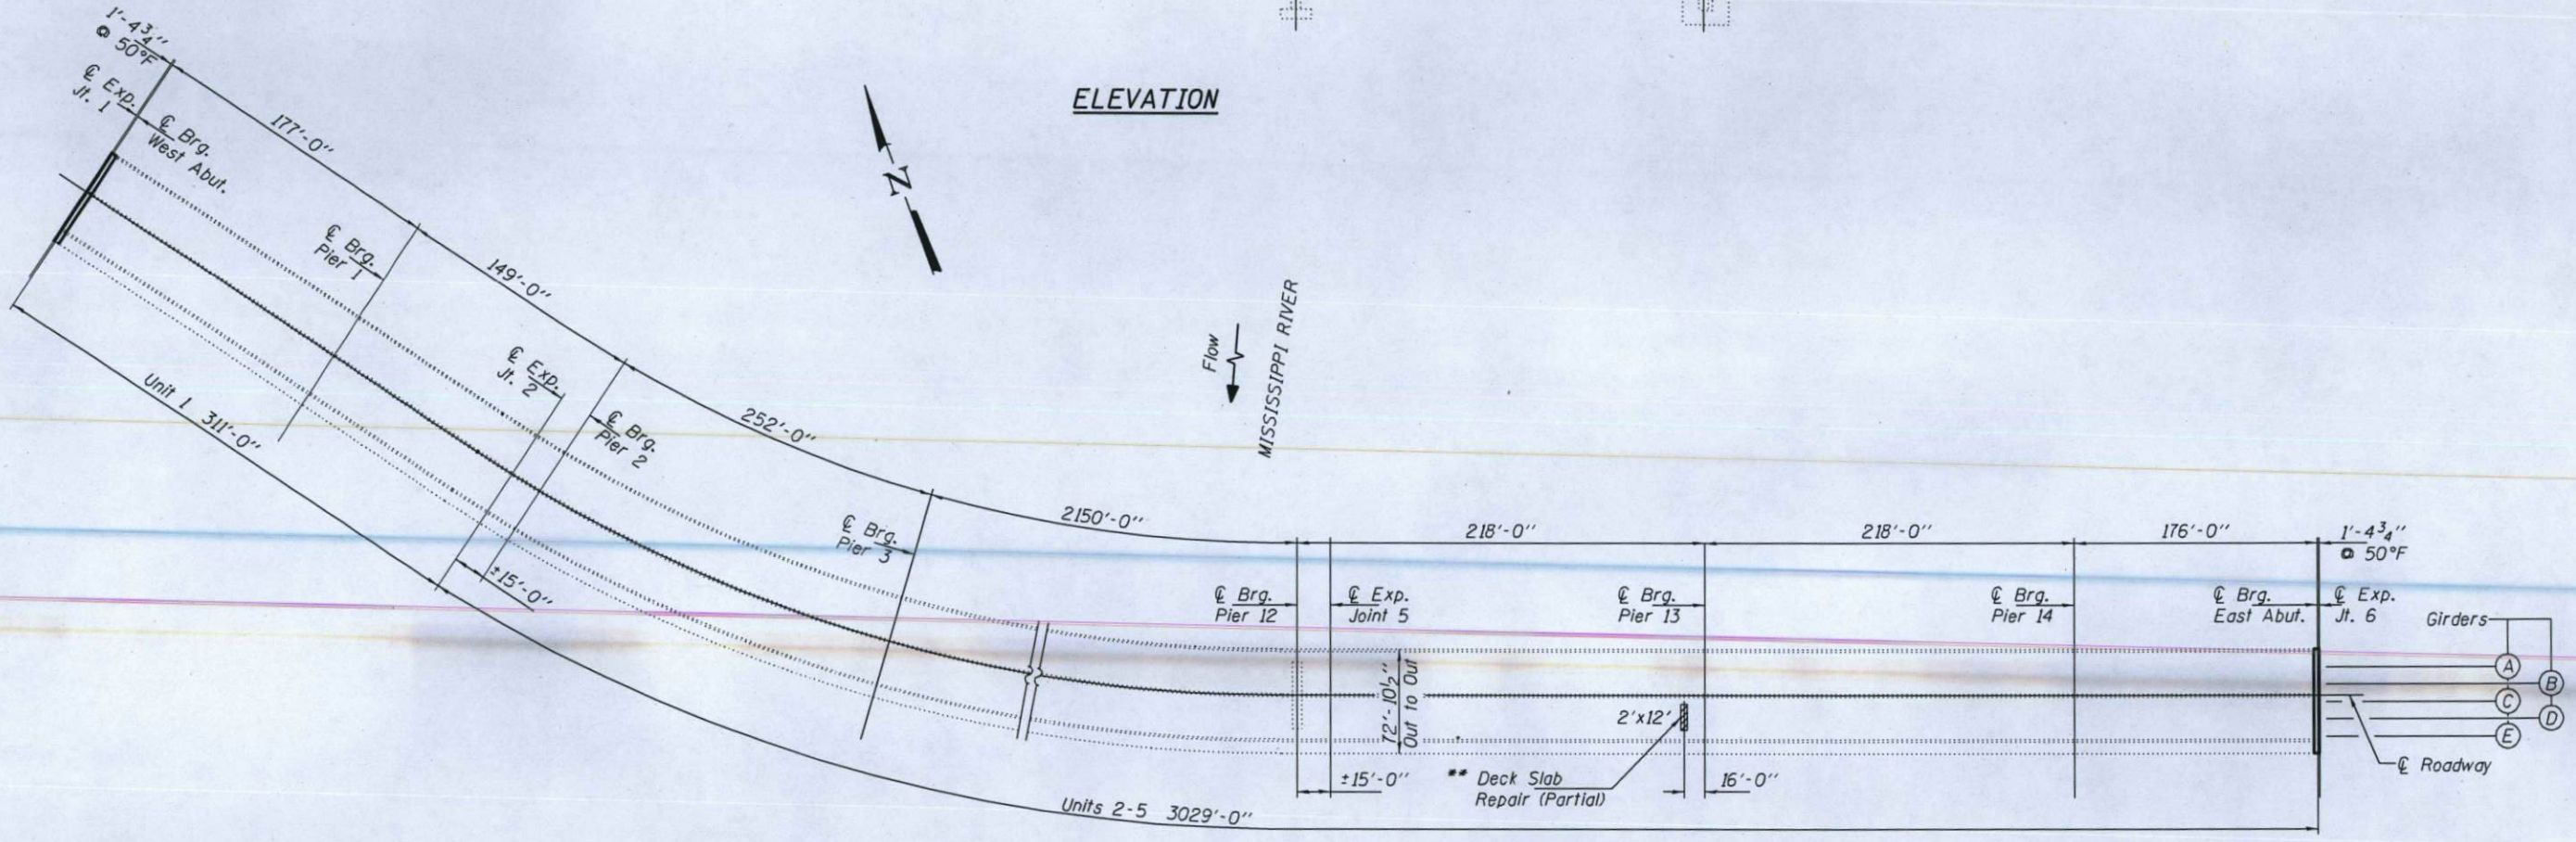 ELEVATION
1'-4¾"
@ 50°F
℄ Exp.
Jt. 1
℄ Brg.
West Abut.
177'-0"
℄ Brg.
Pier 1
149'-0"
℄ Exp.
Jt. 2
℄ Brg.
Pier 2
Unit 1 311'-0"
±15'-0"
252'-0"
℄ Brg.
Pier 3
N
Flow
MISSISSIPPI RIVER
2150'-0"
218'-0"
218'-0"
176'-0"
1'-4¾"
@ 50°F
℄ Brg.
Pier 12
℄ Exp.
Joint 5
℄ Brg.
Pier 13
℄ Brg.
Pier 14
℄ Brg.
East Abut.
℄ Exp.
Jt. 6
Girders
A
B
C
D
E
72'-10½"
Out to Out
2'x12'
±15'-0"
** Deck Slab
Repair (Partial)
16'-0"
℄ Roadway
Units 2-5 3029'-0"